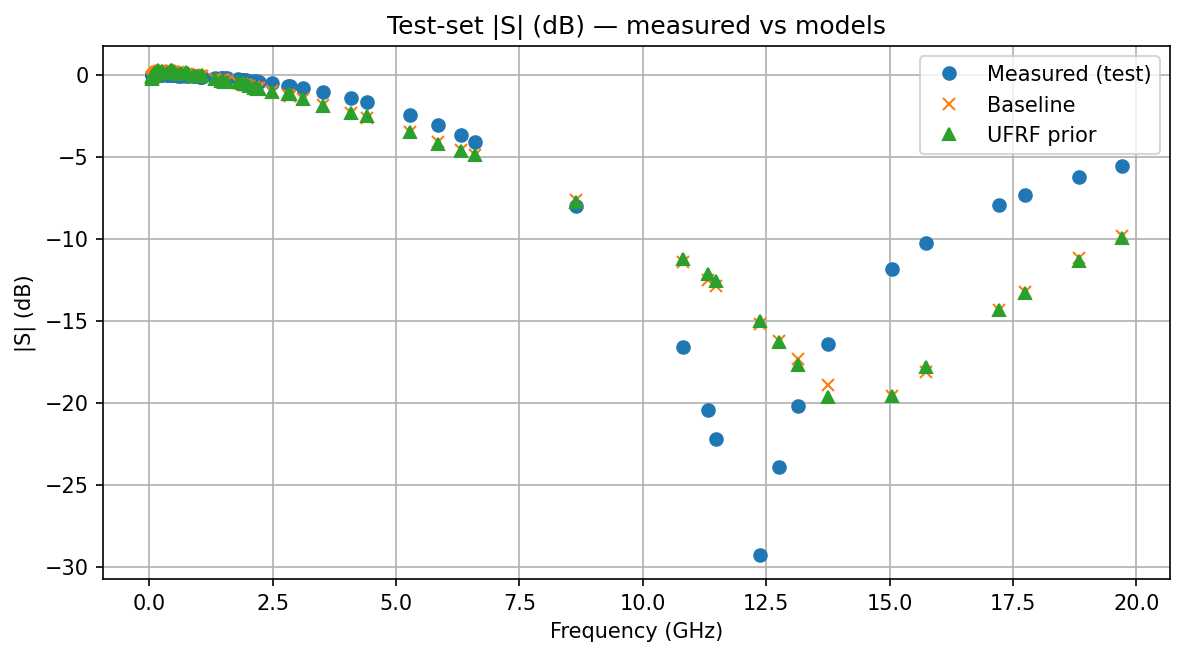 Test-set |S| (dB) — measured vs models
Measured (test)
Baseline
UFRF prior
|S| (dB)
0
−5
−10
−15
−20
−25
−30
0.0 2.5 5.0 7.5 10.0 12.5 15.0 17.5 20.0
Frequency (GHz)